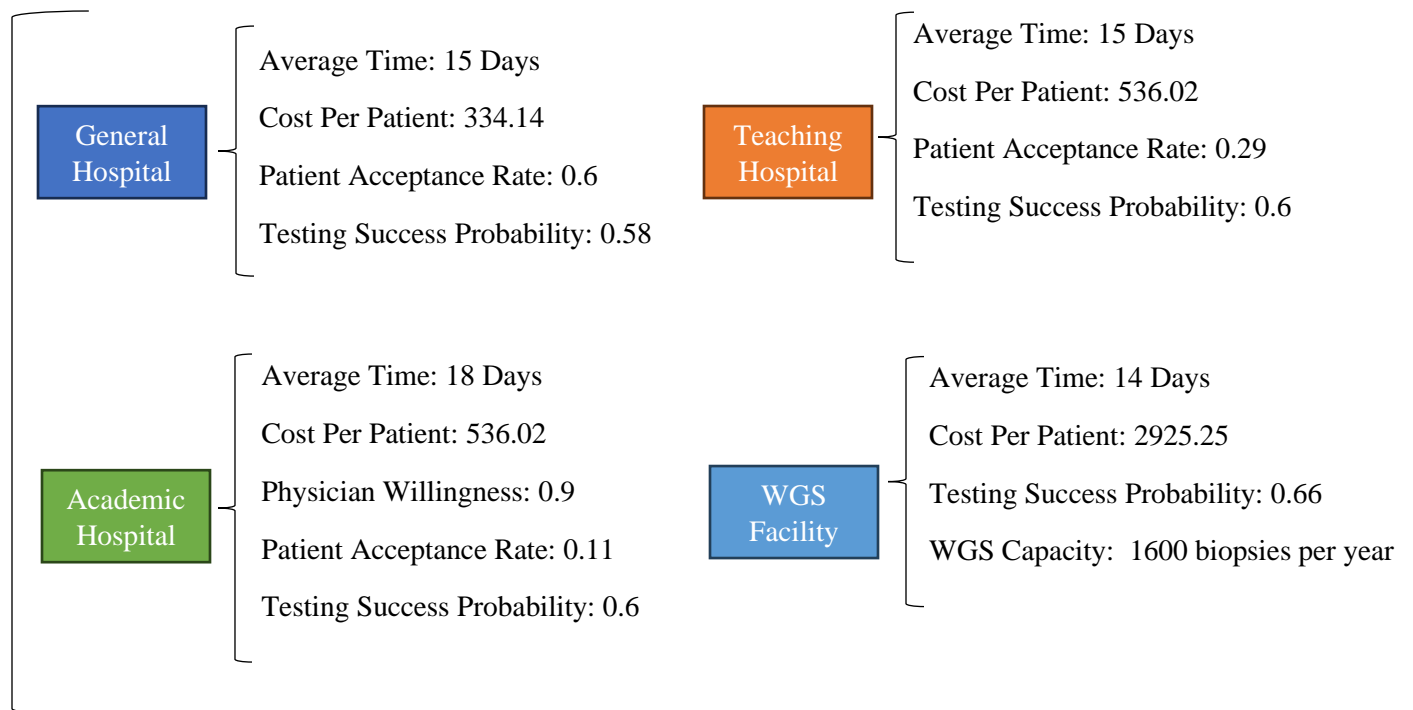 General
Hospital
Average Time: 15 Days
Cost Per Patient: 334.14
Patient Acceptance Rate: 0.6
Testing Success Probability: 0.58
Teaching
Hospital
Average Time: 15 Days
Cost Per Patient: 536.02
Patient Acceptance Rate: 0.29
Testing Success Probability: 0.6
Academic
Hospital
Average Time: 18 Days
Cost Per Patient: 536.02
Physician Willingness: 0.9
Patient Acceptance Rate: 0.11
Testing Success Probability: 0.6
WGS
Facility
Average Time: 14 Days
Cost Per Patient: 2925.25
Testing Success Probability: 0.66
WGS Capacity: 1600 biopsies per year